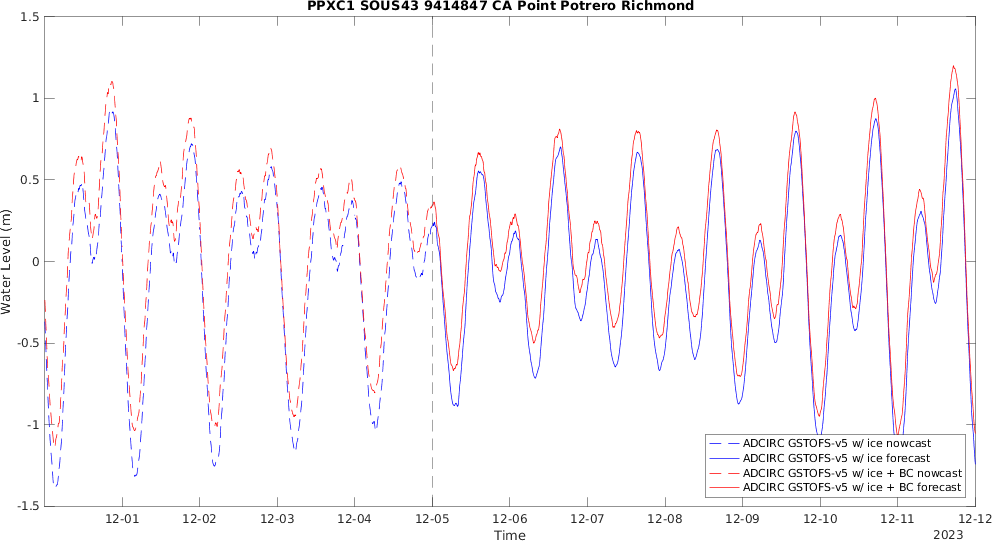 PPXC1 SOUS43 9414847 CA Point Potrero Richmond
1.5
1
0.5
0
-0.5
-1
-1.5
Water Level (m)
12-01 12-02 12-03 12-04 12-05 12-06 12-07 12-08 12-09 12-10 12-11 12-12
Time
2023
ADCIRC GSTOFS-v5 w/ ice nowcast
ADCIRC GSTOFS-v5 w/ ice forecast
ADCIRC GSTOFS-v5 w/ ice + BC nowcast
ADCIRC GSTOFS-v5 w/ ice + BC forecast